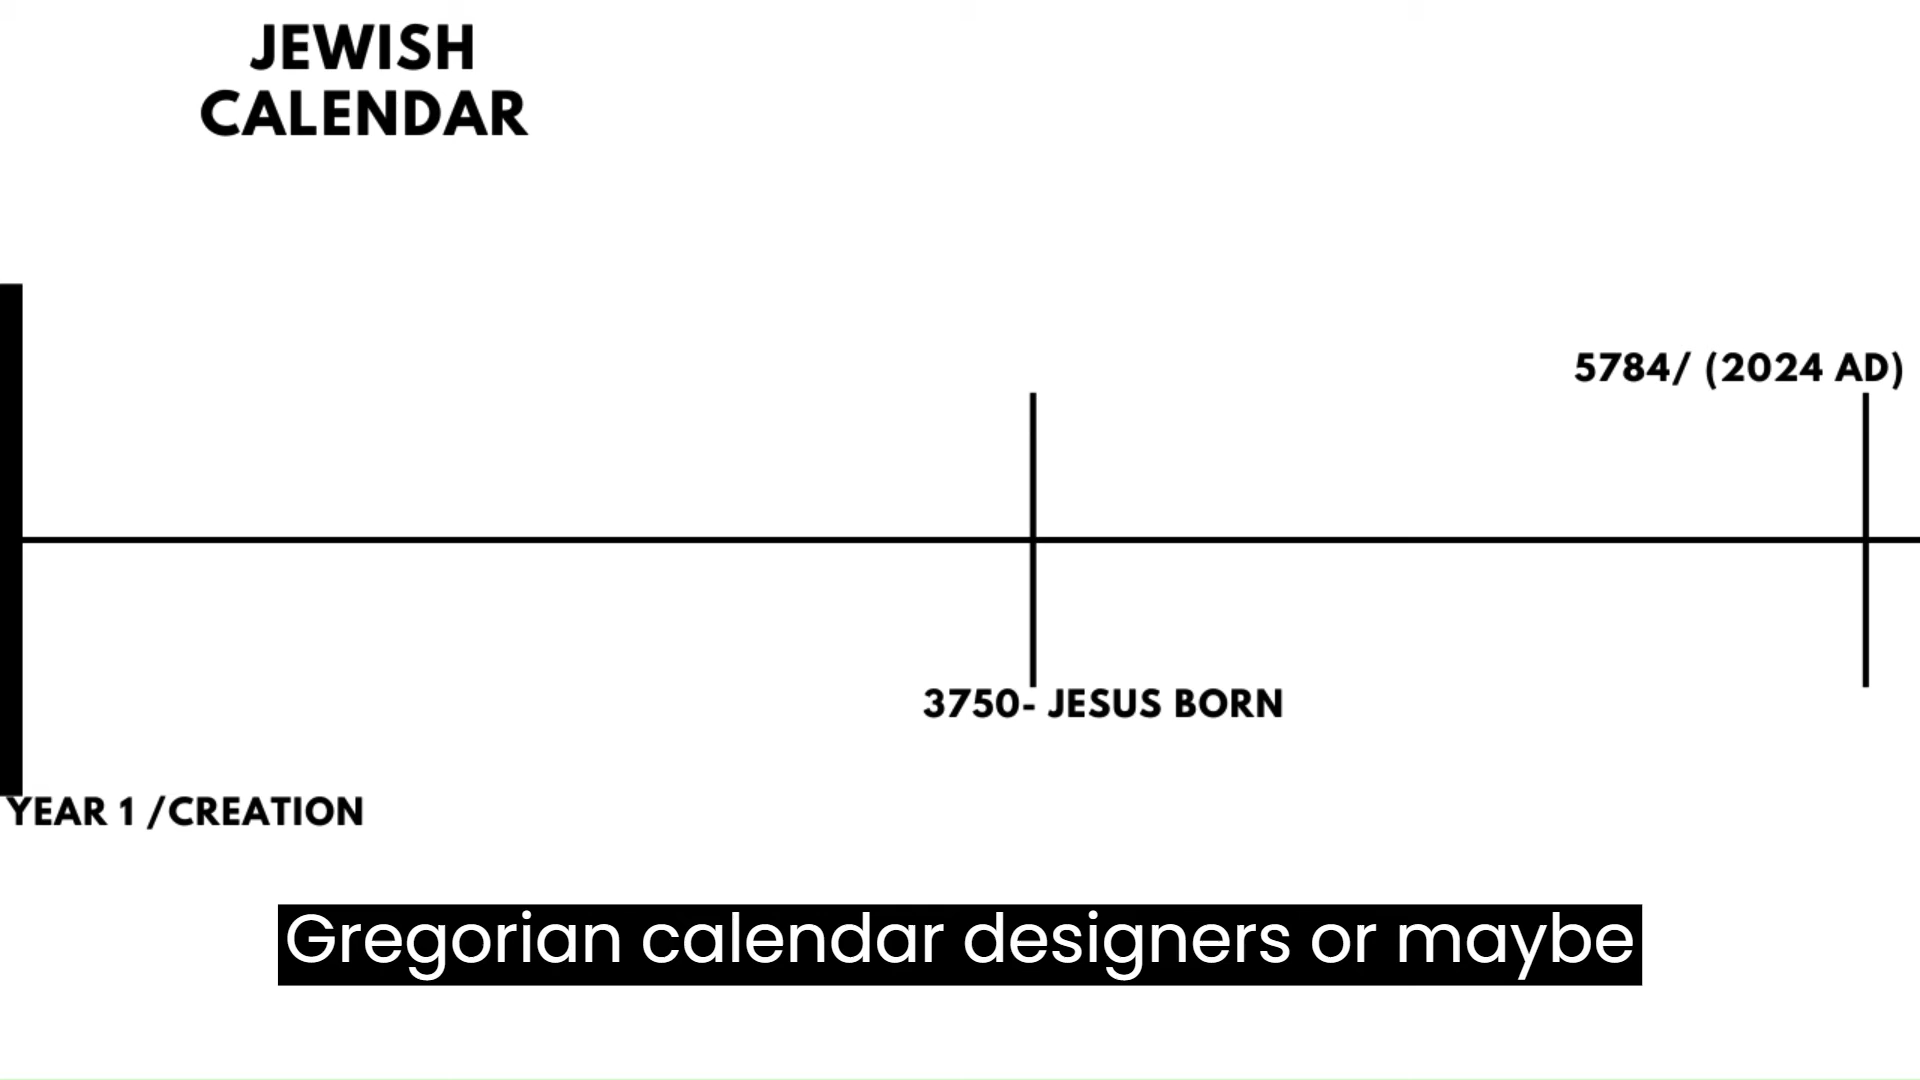 JEWISH
CALENDAR
5784/ (2024 AD)
3750- JESUS BORN
YEAR 1 /CREATION
Gregorian calendar designers or maybe